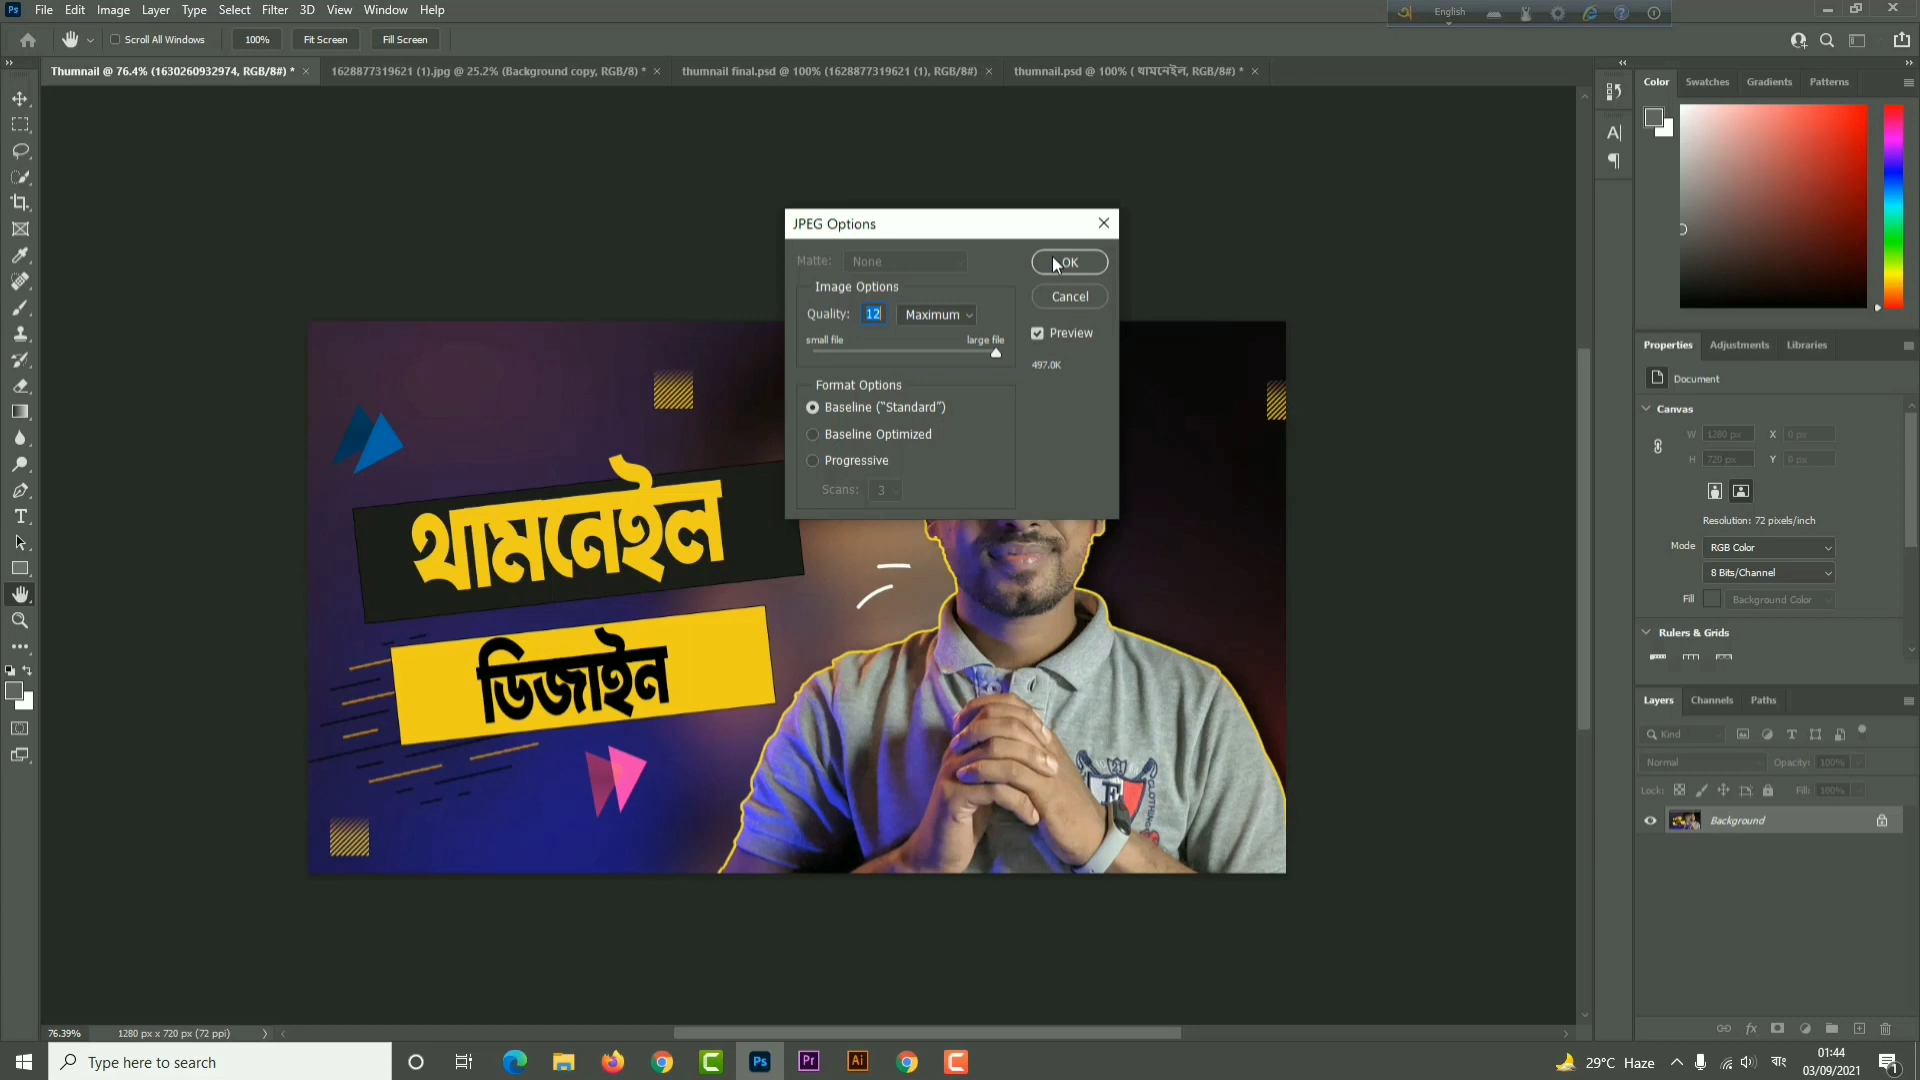 Ps File Edit Image Layer Type Select Filter 3D View Window Help
English
Scroll All Windows 100% Fit Screen Fill Screen
Thumnail @ 76.4% (1630260932974, RGB/8#) * × 1628877319621 (1).jpg @ 25.2% (Background copy, RGB/8) * × thumnail final.psd @ 100% (1628877319621 (1), RGB/8#) × thumnail.psd @ 100% ( থামনেইল, RGB/8#) * ×
Color Swatches Gradients Patterns
JPEG Options
Matte: None
OK
Image Options
Cancel
Quality: 12 Maximum
Preview
small file large file
497.0K
Format Options
Baseline ("Standard")
Baseline Optimized
Progressive
Scans: 3
থামনেইল
ডিজাইন
Properties Adjustments Libraries
Document
Canvas
W 1280 px X 0 px
H 720 px Y 0 px
Resolution: 72 pixels/inch
Mode RGB Color
8 Bits/Channel
Fill Background Color
Rulers & Grids
Layers Channels Paths
Kind
Normal Opacity: 100%
Lock: Fill: 100%
Background
76.39% 1280 px x 720 px (72 ppi)
Type here to search
Ps Pr Ai
29°C Haze
বাং
01:44
03/09/2021
1